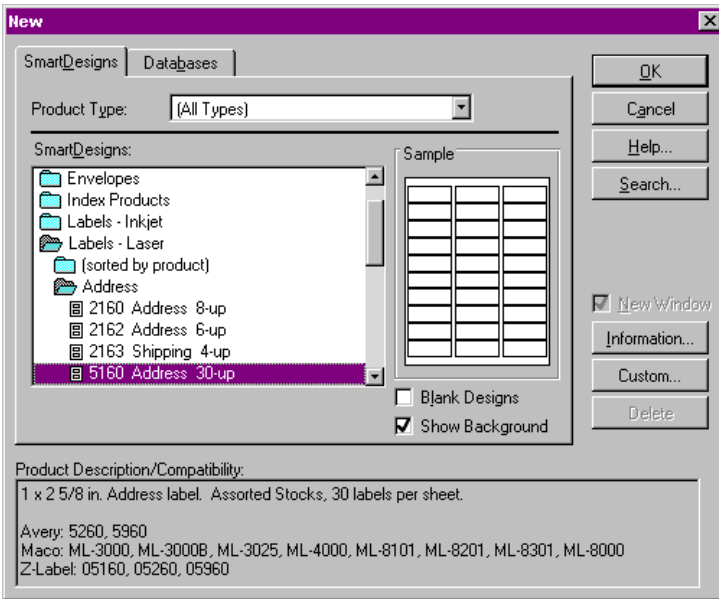 New
SmartDesigns
Databases
OK
Product Type:
(All Types)
Cancel
SmartDesigns:
Sample
Help...
Envelopes
Search...
Index Products
Labels - Inkjet
Labels - Laser
(sorted by product)
Address
2160 Address 8-up
New Window
2162 Address 6-up
Information...
2163 Shipping 4-up
5160 Address 30-up
Custom...
Blank Designs
Delete
Show Background
Product Description/Compatibility:
1 x 2 5/8 in. Address label. Assorted Stocks, 30 labels per sheet.
Avery: 5260, 5960
Maco: ML-3000, ML-3000B, ML-3025, ML-4000, ML-8101, ML-8201, ML-8301, ML-8000
Z-Label: 05160, 05260, 05960